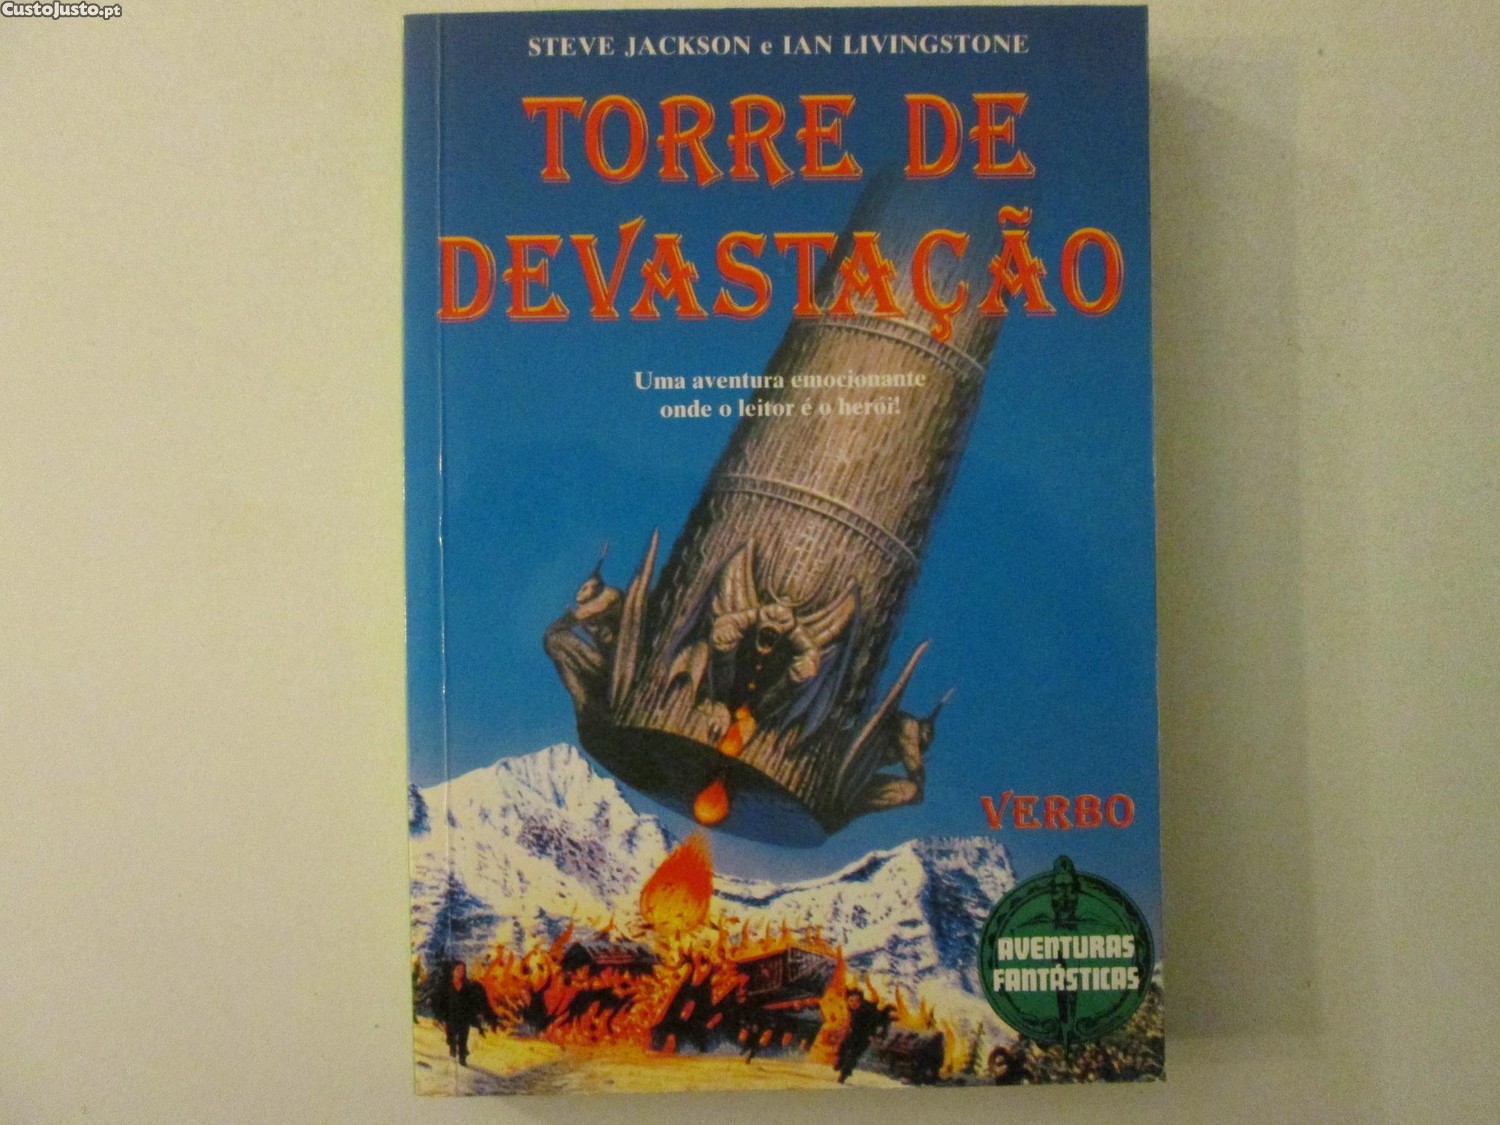 CustoJusto.pt
STEVE JACKSON e IAN LIVINGSTONE
TORRE DE
DEVASTAÇÃO
Uma aventura emocionante
onde o leitor é o herói!
VERBO
AVENTURAS
FANTÁSTICAS